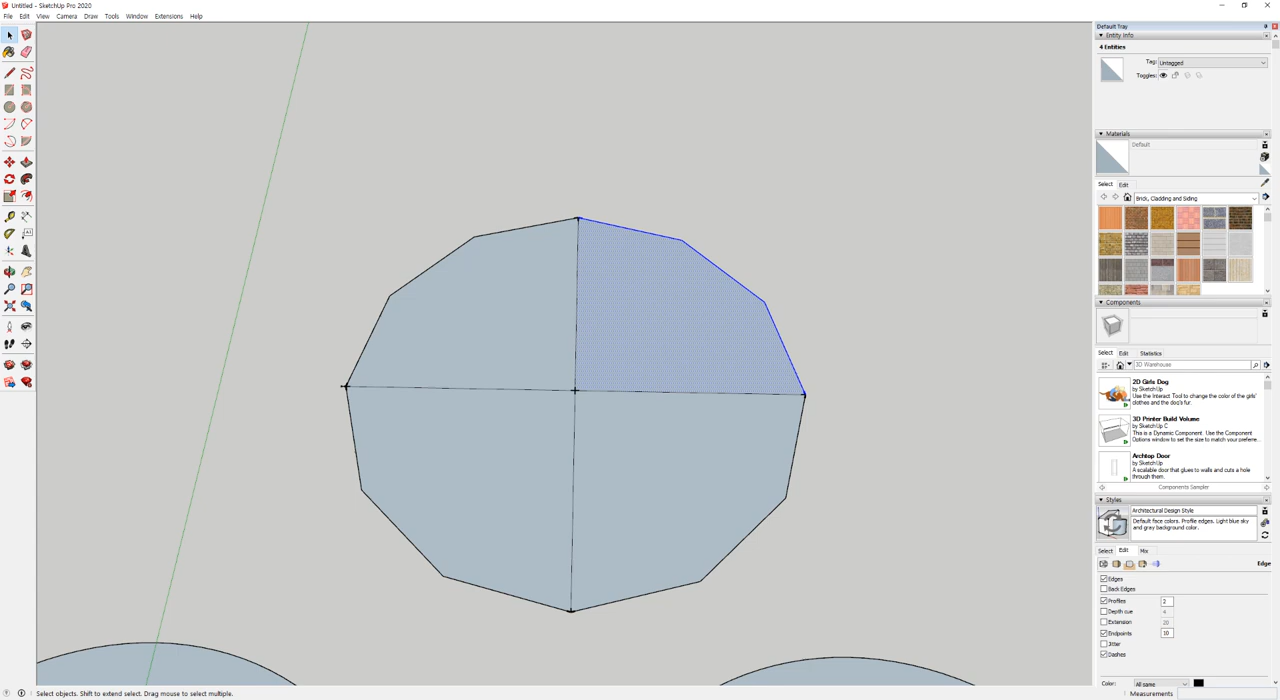 Untitled - SketchUp Pro 2020
File Edit View Camera Draw Tools Window Extensions Help
Default Tray
Entity Info
4 Entities
Tag: Untagged
Toggles:
Materials
Default
Select Edit
Brick, Cladding and Siding
Components
Select Edit Statistics
3D Warehouse
2D Girls Dog
by SketchUp
Use the Interact Tool to change the color of the girls'
clothes and the dog's fur.
3D Printer Build Volume
by SketchUp C
This is a Dynamic Component. Use the Component
Options window to set the size to match your preferre...
Archtop Door
by SketchUp
A scalable door that glues to walls and cuts a hole
through them.
Components Sampler
Styles
Architectural Design Style
Default face colors. Profile edges. Light blue sky
and gray background color.
Select Edit Mix
Edge
Edges
Back Edges
Profiles 2
Depth cue 4
Extension 20
Endpoints 10
Jitter
Dashes
Color: All same
Select objects. Shift to extend select. Drag mouse to select multiple.
Measurements